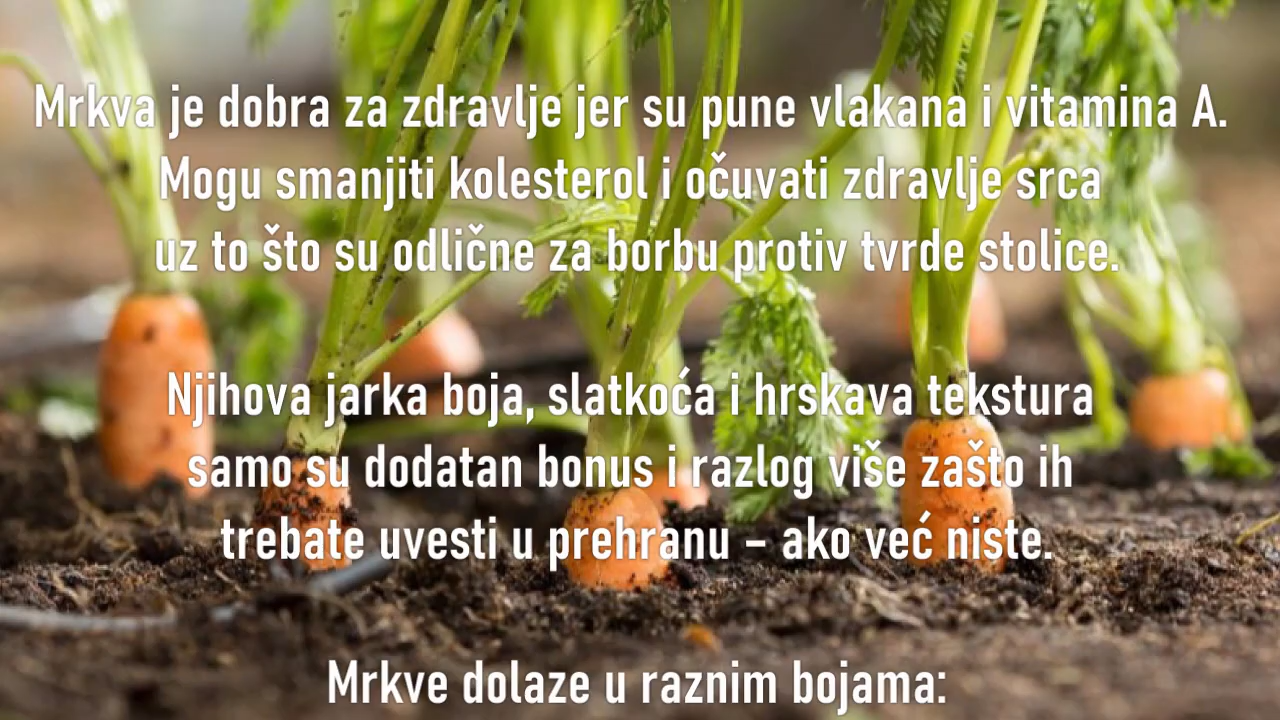 Mrkva je dobra za zdravlje jer su pune vlakana i vitamina A.
Mogu smanjiti kolesterol i očuvati zdravlje srca
uz to što su odlične za borbu protiv tvrde stolice.
Njihova jarka boja, slatkoća i hrskava tekstura
samo su dodatan bonus i razlog više zašto ih
trebate uvesti u prehranu – ako već niste.
Mrkve dolaze u raznim bojama: